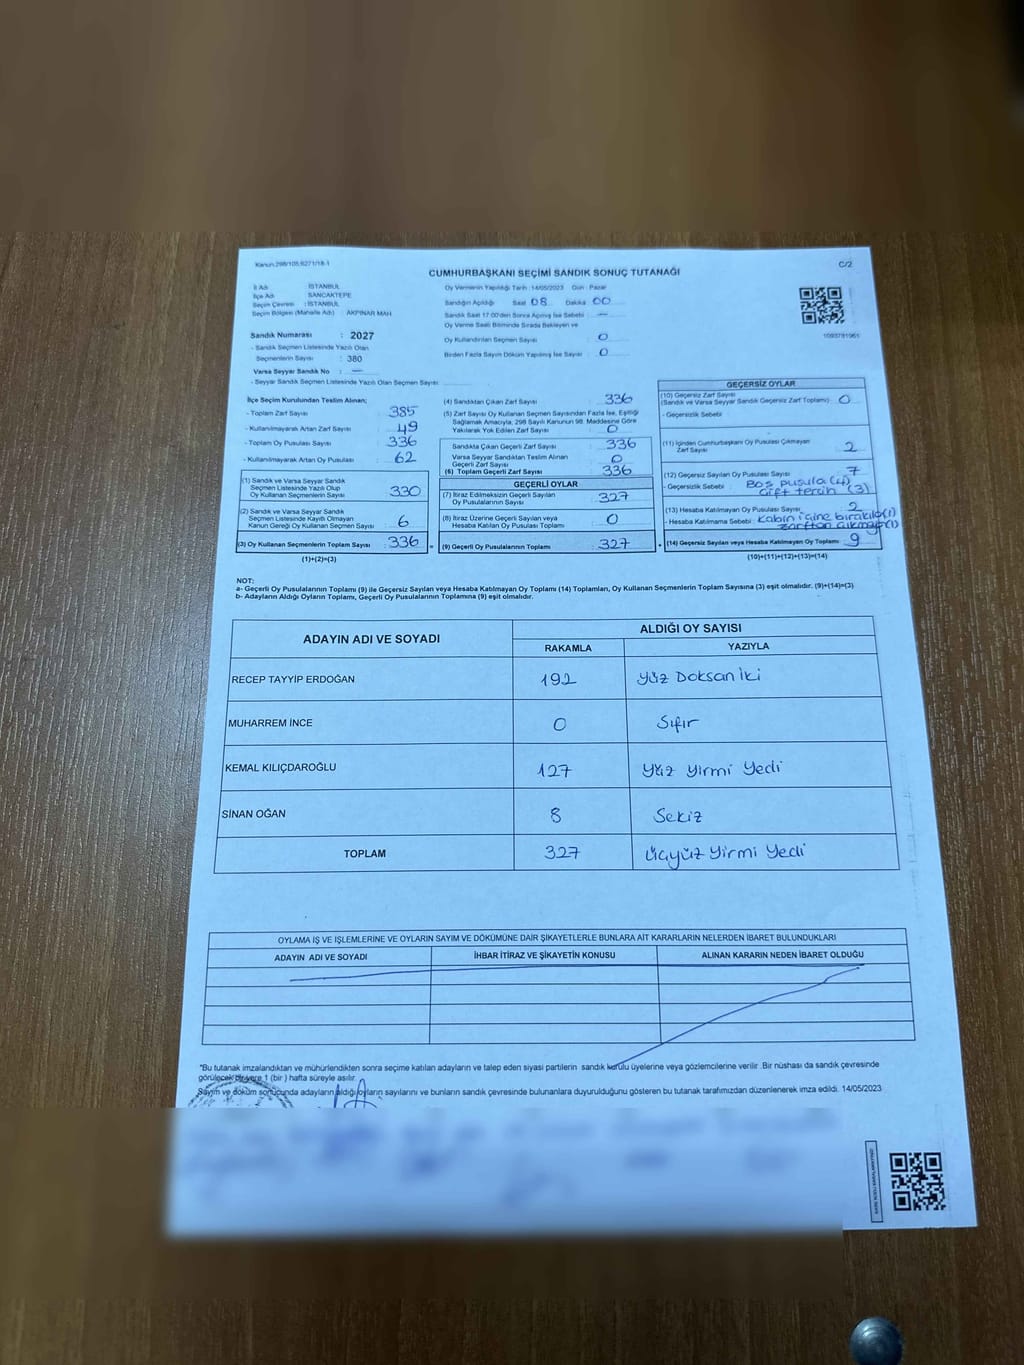 Kanun:298/105,6271/18-1
C/2
CUMHURBAŞKANI SEÇİMİ SANDIK SONUÇ TUTANAĞI
İl Adı : İSTANBUL
İlçe Adı : SANCAKTEPE
Seçim Çevresi : İSTANBUL
Seçim Bölgesi (Mahalle Adı) : AKPINAR MAH
Oy Vermenin Yapıldığı Tarih : 14/05/2023 Gün : Pazar
Sandığın Açıldığı Saat 08 Dakika 00
Sandık Saat 17:00'den Sonra Açılmış İse Sebebi : —
Oy Verme Saati Bitiminde Sırada Bekleyen ve
Oy Kullandırılan Seçmen Sayısı : 0
Birden Fazla Sayım Döküm Yapılmış İse Sayısı : 0
1093791961
Sandık Numarası : 2027
- Sandık Seçmen Listesinde Yazılı Olan
Seçmenlerin Sayısı : 380
Varsa Seyyar Sandık No : —
- Seyyar Sandık Seçmen Listesinde Yazılı Olan Seçmen Sayısı :
İlçe Seçim Kurulundan Teslim Alınan;
- Toplam Zarf Sayısı : 385
- Kullanılmayarak Artan Zarf Sayısı : 49
- Toplam Oy Pusulası Sayısı : 336
- Kullanılmayarak Artan Oy Pusulası : 62
(1) Sandık ve Varsa Seyyar Sandık
Seçmen Listesinde Yazılı Olup
Oy Kullanan Seçmenlerin Sayısı : 330
(2) Sandık ve Varsa Seyyar Sandık
Seçmen Listesinde Kayıtlı Olmayan
Kanun Gereği Oy Kullanan Seçmen Sayısı : 6
(3) Oy Kullanan Seçmenlerin Toplam Sayısı : 336
(1)+(2)=(3)
(4) Sandıktan Çıkan Zarf Sayısı : 336
(5) Zarf Sayısı Oy Kullanan Seçmen Sayısından Fazla İse, Eşitliği
Sağlamak Amacıyla, 298 Sayılı Kanunun 98. Maddesine Göre
Yakılarak Yok Edilen Zarf Sayısı : 0
Sandıkta Çıkan Geçerli Zarf Sayısı : 336
Varsa Seyyar Sandıktan Teslim Alınan
Geçerli Zarf Sayısı : 0
(6) Toplam Geçerli Zarf Sayısı : 336
GEÇERLİ OYLAR
(7) İtiraz Edilmeksizin Geçerli Sayılan
Oy Pusulalarının Sayısı : 327
(8) İtiraz Üzerine Geçerli Sayılan veya
Hesaba Katılan Oy Pusulası Toplamı : 0
= (9) Geçerli Oy Pusulalarının Toplamı : 327
GEÇERSİZ OYLAR
(10) Geçersiz Zarf Sayısı
(Sandık ve Varsa Seyyar Sandık Geçersiz Zarf Toplamı) : 0
- Geçersizlik Sebebi :
(11) İçinden Cumhurbaşkanı Oy Pusulası Çıkmayan
Zarf Sayısı : 2
(12) Geçersiz Sayılan Oy Pusulası Sayısı : 7
- Geçersizlik Sebebi : Boş pusula (4)
Çift tercih (3)
(13) Hesaba Katılmayan Oy Pusulası Sayısı : 2
- Hesaba Katılmama Sebebi : Kabin içine bırakıldı (1)
zarftan çıkmayan (1)
+ (14) Geçersiz Sayılan veya Hesaba Katılmayan Oy Toplamı : 9
(10)+(11)+(12)+(13)=(14)
NOT:
a- Geçerli Oy Pusulalarının Toplamı (9) ile Geçersiz Sayılan veya Hesaba Katılmayan Oy Toplamı (14) Toplamları, Oy Kullanan Seçmenlerin Toplam Sayısına (3) eşit olmalıdır. (9)+(14)=(3)
b- Adayların Aldığı Oyların Toplamı, Geçerli Oy Pusulalarının Toplamına (9) eşit olmalıdır.
ADAYIN ADI VE SOYADI
ALDIĞI OY SAYISI
RAKAMLA YAZIYLA
RECEP TAYYİP ERDOĞAN 192 Yüz Doksan İki
MUHARREM İNCE 0 Sıfır
KEMAL KILIÇDAROĞLU 127 Yüz Yirmi Yedi
SİNAN OĞAN 8 Sekiz
TOPLAM 327 Üçyüz Yirmi Yedi
OYLAMA İŞ VE İŞLEMLERİNE VE OYLARIN SAYIM VE DÖKÜMÜNE DAİR ŞİKAYETLERLE BUNLARA AİT KARARLARIN NELERDEN İBARET BULUNDUKLARI
ADAYIN ADI VE SOYADI İHBAR İTİRAZ VE ŞİKAYETİN KONUSU ALINAN KARARIN NEDEN İBARET OLDUĞU
*Bu tutanak imzalandıktan ve mühürlendikten sonra seçime katılan adayların ve talep eden siyasi partilerin sandık kurulu üyelerine veya gözlemcilerine verilir .Bir nüshası da sandık çevresinde
görülecek bir yere 1 (bir ) hafta süreyle asılır.
Sayım ve döküm sonucunda adayların aldığı oyların sayılarını ve bunların sandık çevresinde bulunanlara duyurulduğunu gösteren bu tutanak tarafımızdan düzenlenerek imza edildi. 14/05/2023